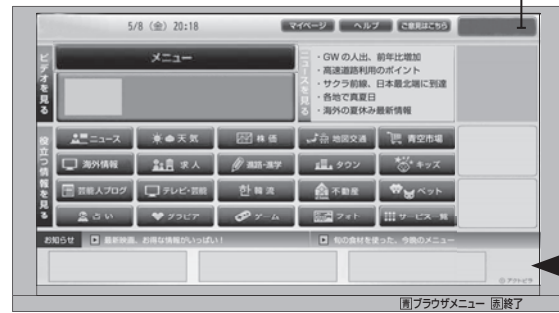 5/8（金）20:18
マイページ
ヘルプ
ご意見はこちら
ビデオを見る
メニュー
ニュースを見る
・GWの人出、前年比増加
・高速道路利用のポイント
・サクラ前線、日本最北端に到達
・各地で真夏日
・海外の夏休み最新情報
役立つ情報を見る
ニュース
天気
株価
地図交通
青空市場
海外情報
求人
進路・進学
タウン
キッズ
芸能人ブログ
テレビ・芸能
韓流
不動産
ペット
占い
グラビア
ゲーム
フォト
サービス一覧
お知らせ
最新映画、お得な情報がいっぱい！
旬の食材を使った、今晩のメニュー
© アクトビラ
青 ブラウザメニュー 赤 終了